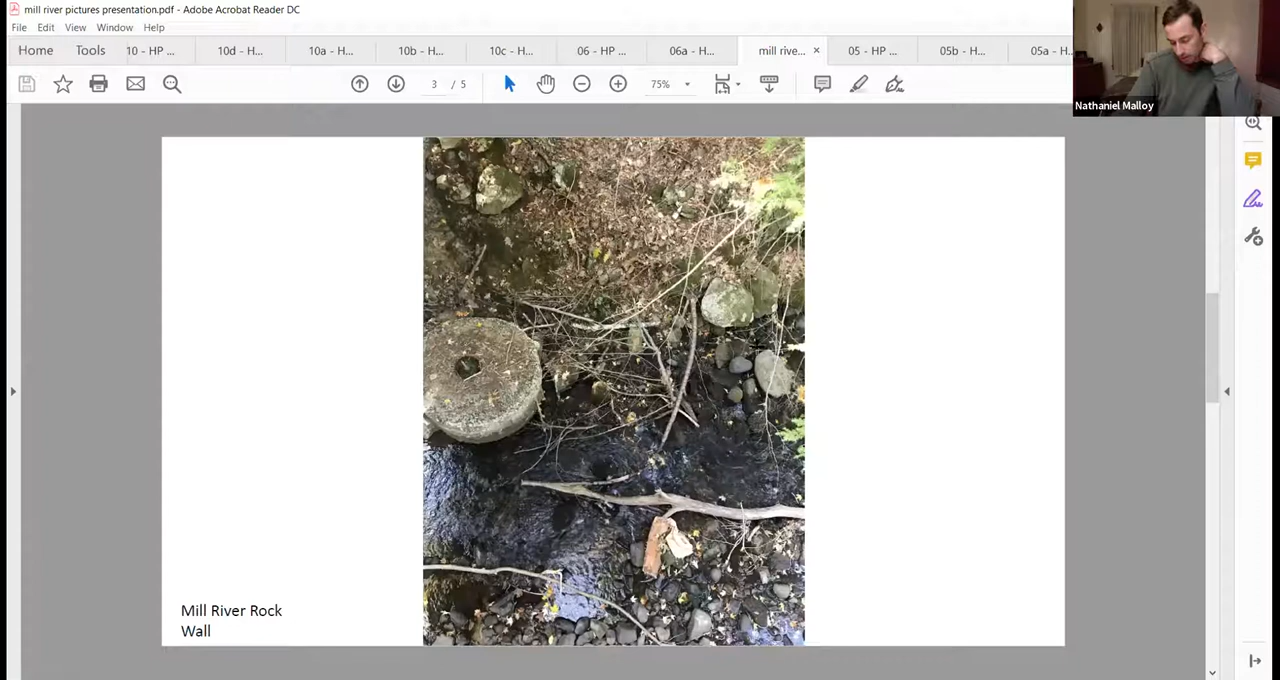 mill river pictures presentation.pdf - Adobe Acrobat Reader DC
File Edit View Window Help
Home Tools 10 - HP ... 10d - H... 10a - H... 10b - H... 10c - H... 06 - HP ... 06a - H... mill rive... × 05 - HP ... 05b - H... 05a - H...
3 / 5 75%
Nathaniel Malloy
Mill River Rock
Wall